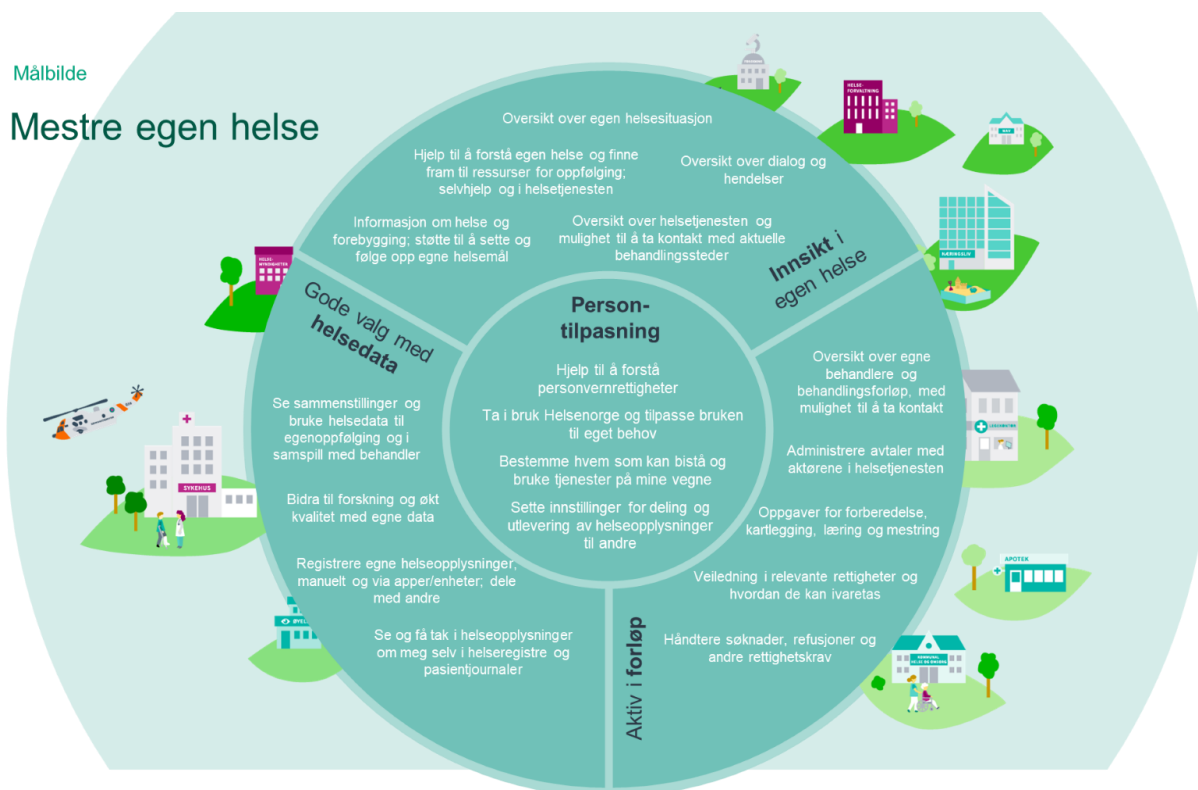 Målbilde
Mestre egen helse
Oversikt over egen helsesituasjon
Hjelp til å forstå egen helse og finne
fram til ressurser for oppfølging;
selvhjelp og i helsetjenesten
Oversikt over dialog og
hendelser
Informasjon om helse og
forebygging; støtte til å sette og
følge opp egne helsemål
Oversikt over helsetjenesten og
mulighet til å ta kontakt med aktuelle
behandlingssteder
Innsikt i
egen helse
Gode valg med
helsedata
Se sammenstillinger og
bruke helsedata til
egenoppfølging og i
samspill med behandler
Bidra til forskning og økt
kvalitet med egne data
Registrere egne helseopplysninger,
manuelt og via apper/enheter; dele
med andre
Se og få tak i helseopplysninger
om meg selv i helseregistre og
pasientjournaler
Person-
tilpasning
Hjelp til å forstå
personvernrettigheter
Ta i bruk Helsenorge og tilpasse bruken
til eget behov
Bestemme hvem som kan bistå og
bruke tjenester på mine vegne
Sette innstillinger for deling og
utlevering av helseopplysninger
til andre
Oversikt over egne
behandlere og
behandlingsforløp, med
mulighet til å ta kontakt
Administrere avtaler med
aktørene i helsetjenesten
Oppgaver for forberedelse,
kartlegging, læring og mestring
Veiledning i relevante rettigheter og
hvordan de kan ivaretas
Håndtere søknader, refusjoner og
andre rettighetskrav
Aktiv i forløp
HELSE-
FORVALTNING
NÆRINGSLIV
HELSE-
MYNDIGHETER
SYKEHUS
APOTEK